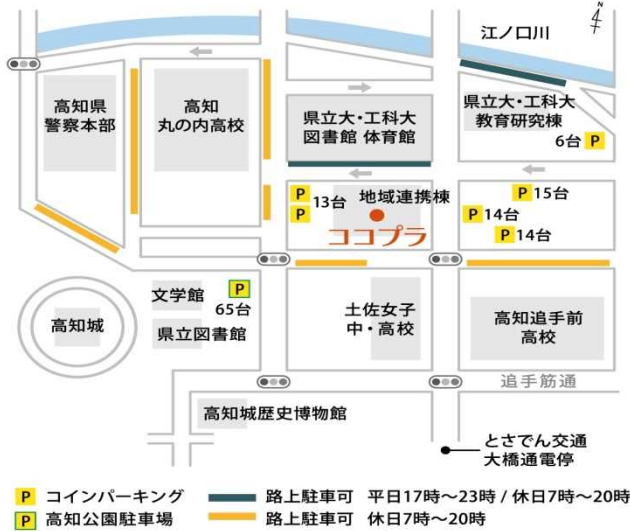 江ノ口川
4
高知県
警察本部
高知
丸の内高校
県立大・工科大
図書館 体育館
県立大・工科大
教育研究棟
6台 P
P
P
13台
地域連携棟
ココプラ
P 15台
P 14台
P 14台
文学館
P
65台
県立図書館
高知城
土佐女子
中・高校
高知追手前
高校
追手筋通
高知城歴史博物館
とさでん交通
大橋通電停
P コインパーキング 路上駐車可 平日17時～23時 / 休日7時～20時
P 高知公園駐車場 路上駐車可 休日7時～20時